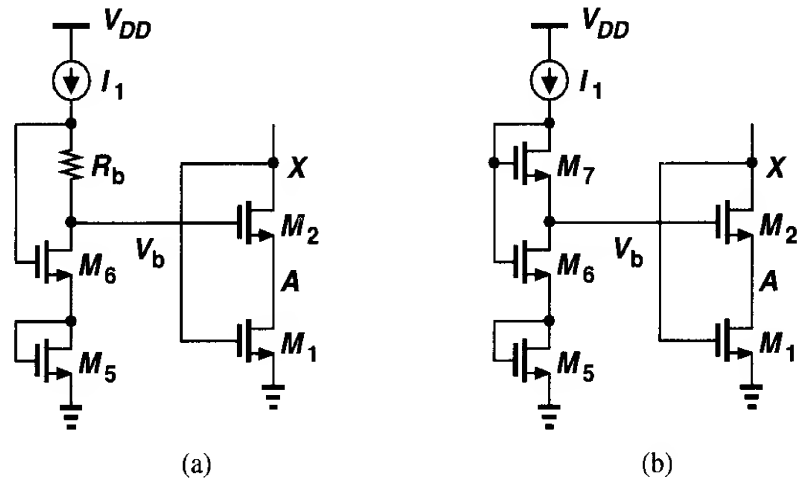 V_DD
I_1
R_b
X
V_b
M_2
M_6
A
M_5
M_1
(a)
V_DD
I_1
M_7
X
V_b
M_2
M_6
A
M_5
M_1
(b)